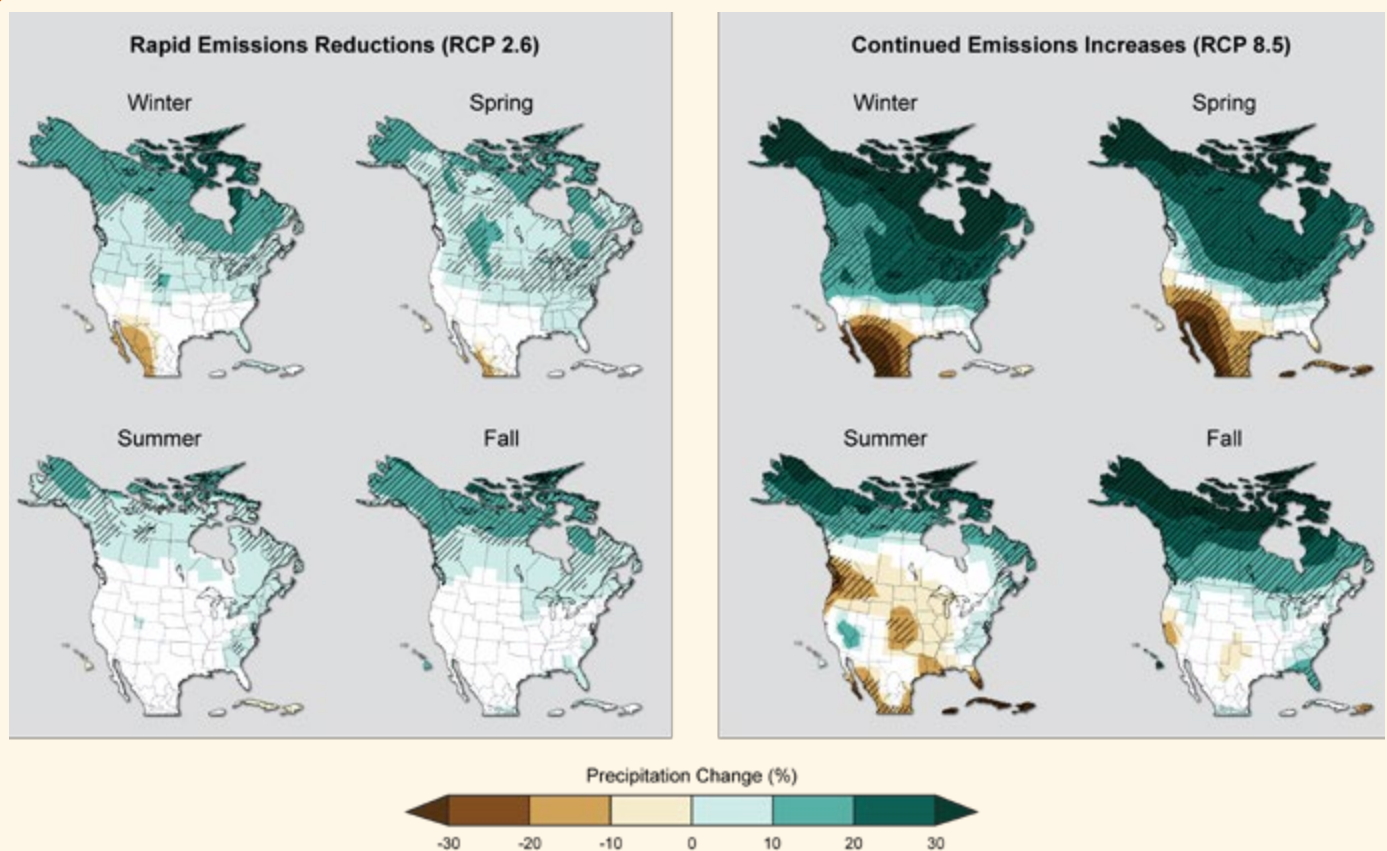 Rapid Emissions Reductions (RCP 2.6)
Winter
Spring
Summer
Fall
Continued Emissions Increases (RCP 8.5)
Winter
Spring
Summer
Fall
Precipitation Change (%)
-30 -20 -10 0 10 20 30